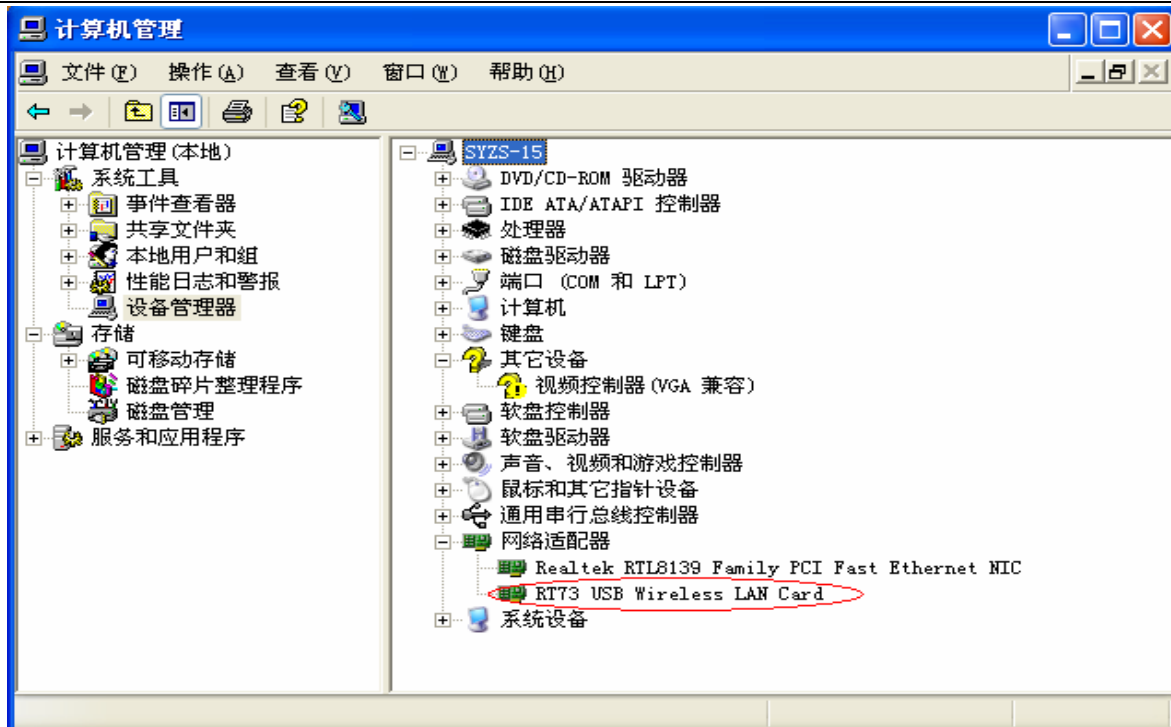 计算机管理
文件(F) 操作(A) 查看(V) 窗口(W) 帮助(H)
计算机管理(本地)
系统工具
事件查看器
共享文件夹
本地用户和组
性能日志和警报
设备管理器
存储
可移动存储
磁盘碎片整理程序
磁盘管理
服务和应用程序
SYZS-15
DVD/CD-ROM 驱动器
IDE ATA/ATAPI 控制器
处理器
磁盘驱动器
端口 (COM 和 LPT)
计算机
键盘
其它设备
视频控制器(VGA 兼容)
软盘控制器
软盘驱动器
声音、视频和游戏控制器
鼠标和其它指针设备
通用串行总线控制器
网络适配器
Realtek RTL8139 Family PCI Fast Ethernet NIC
RT73 USB Wireless LAN Card
系统设备